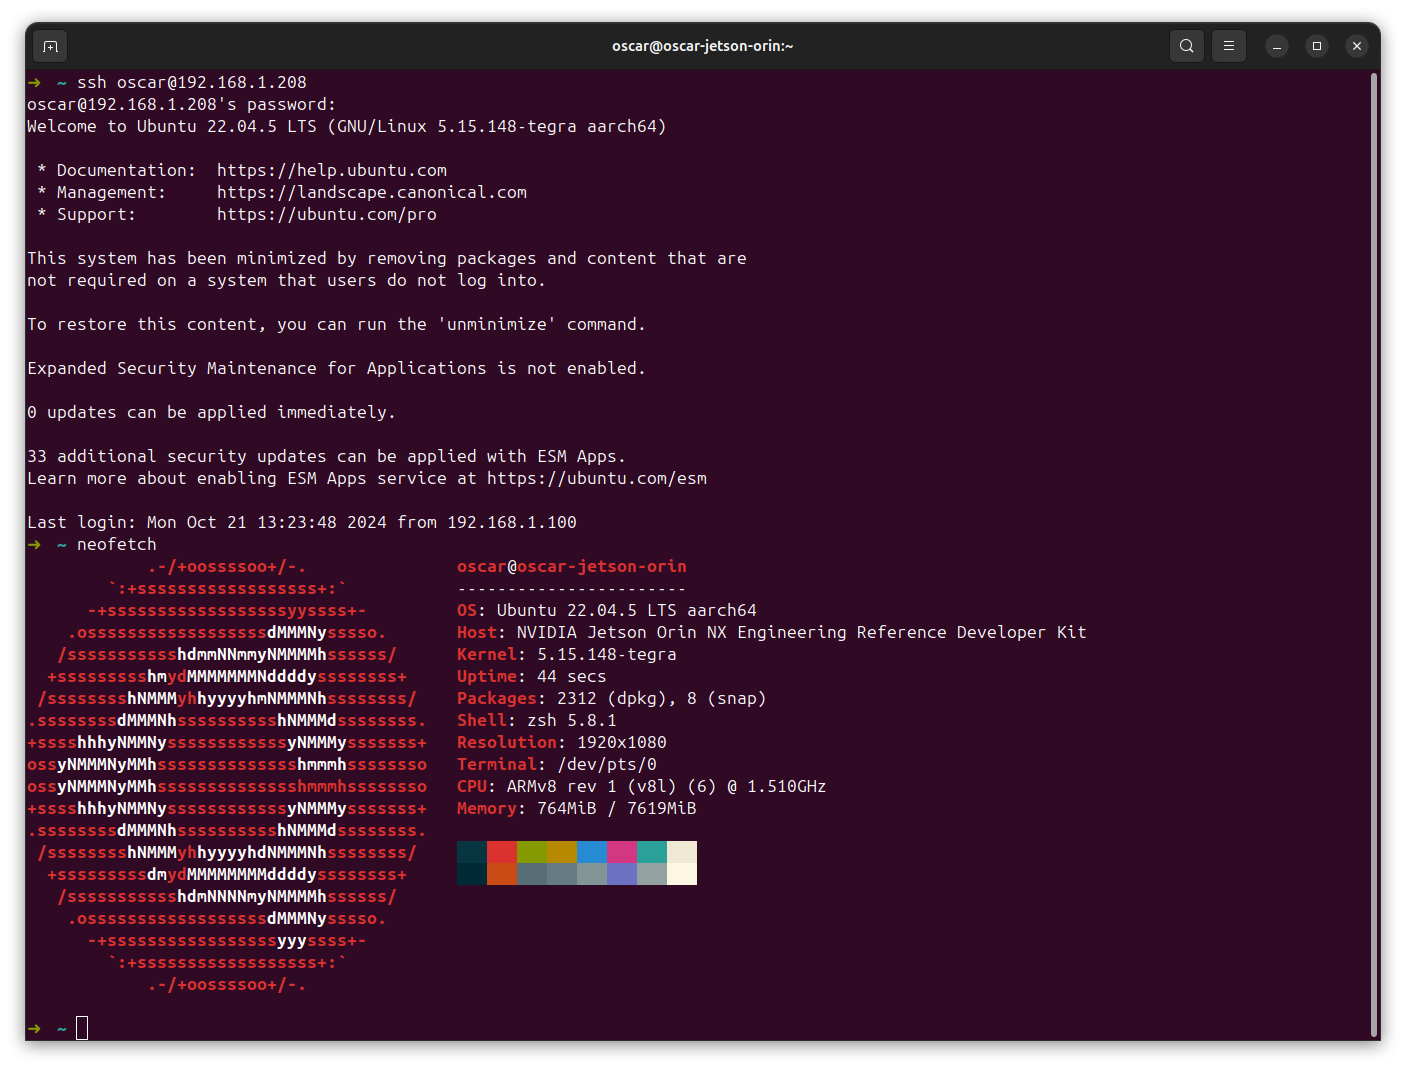 oscar@oscar-jetson-orin:~
➜  ~ ssh oscar@192.168.1.208
oscar@192.168.1.208's password:
Welcome to Ubuntu 22.04.5 LTS (GNU/Linux 5.15.148-tegra aarch64)

 * Documentation:  https://help.ubuntu.com
 * Management:     https://landscape.canonical.com
 * Support:        https://ubuntu.com/pro

This system has been minimized by removing packages and content that are
not required on a system that users do not log into.

To restore this content, you can run the 'unminimize' command.

Expanded Security Maintenance for Applications is not enabled.

0 updates can be applied immediately.

33 additional security updates can be applied with ESM Apps.
Learn more about enabling ESM Apps service at https://ubuntu.com/esm

Last login: Mon Oct 21 13:23:48 2024 from 192.168.1.100
➜  ~ neofetch
            .-/+oossssoo+/-.               oscar@oscar-jetson-orin
        `:+ssssssssssssssssss+:`           -----------------------
      -+ssssssssssssssssssyyssss+-         OS: Ubuntu 22.04.5 LTS aarch64
    .ossssssssssssssssssdMMMNysssso.       Host: NVIDIA Jetson Orin NX Engineering Reference Developer Kit
   /ssssssssssshdmmNNmmyNMMMMhssssss/      Kernel: 5.15.148-tegra
  +ssssssssshmydMMMMMMMNddddyssssssss+     Uptime: 44 secs
 /sssssssshNMMMyhhyyyyhmNMMMNhssssssss/    Packages: 2312 (dpkg), 8 (snap)
.ssssssssdMMMNhsssssssssshNMMMdssssssss.   Shell: zsh 5.8.1
+sssshhhyNMMNyssssssssssssyNMMMysssssss+   Resolution: 1920x1080
ossyNMMMNyMMhsssssssssssssshmmmhssssssso   Terminal: /dev/pts/0
ossyNMMMNyMMhsssssssssssssshmmmhssssssso   CPU: ARMv8 rev 1 (v8l) (6) @ 1.510GHz
+sssshhhyNMMNyssssssssssssyNMMMysssssss+   Memory: 764MiB / 7619MiB
.ssssssssdMMMNhsssssssssshNMMMdssssssss.
 /sssssssshNMMMyhhyyyyhdNMMMNhssssssss/
  +sssssssssdmydMMMMMMMMddddyssssssss+
   /ssssssssssshdmNNNNmyNMMMMhssssss/
    .ossssssssssssssssssdMMMNysssso.
      -+sssssssssssssssssyyyssss+-
        `:+ssssssssssssssssss+:`
            .-/+oossssoo+/-.

➜  ~